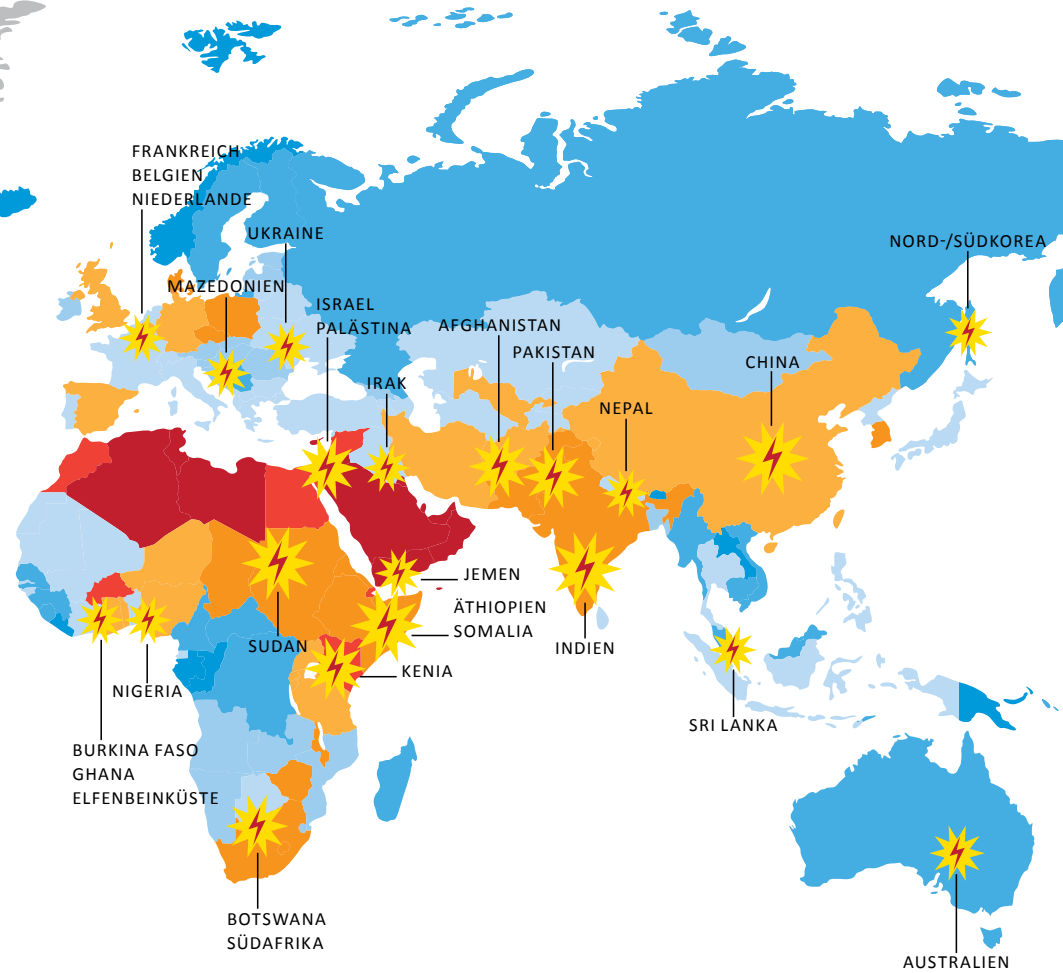 FRANKREICH
BELGIEN
NIEDERLANDE
UKRAINE
NORD-/SÜDKOREA
MAZEDONIEN
ISRAEL
PALÄSTINA
AFGHANISTAN
PAKISTAN
CHINA
IRAK
NEPAL
JEMEN
ÄTHIOPIEN
SOMALIA
SUDAN
INDIEN
KENIA
NIGERIA
SRI LANKA
BURKINA FASO
GHANA
ELFENBEINKÜSTE
BOTSWANA
SÜDAFRIKA
AUSTRALIEN